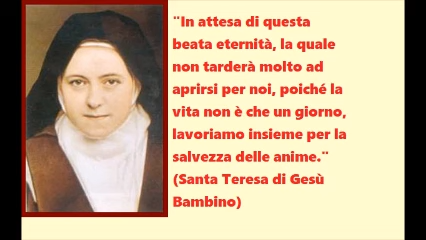 "In attesa di questa
beata eternità, la quale
non tarderà molto ad
aprirsi per noi, poiché la
vita non è che un giorno,
lavoriamo insieme per la
salvezza delle anime."
(Santa Teresa di Gesù
Bambino)